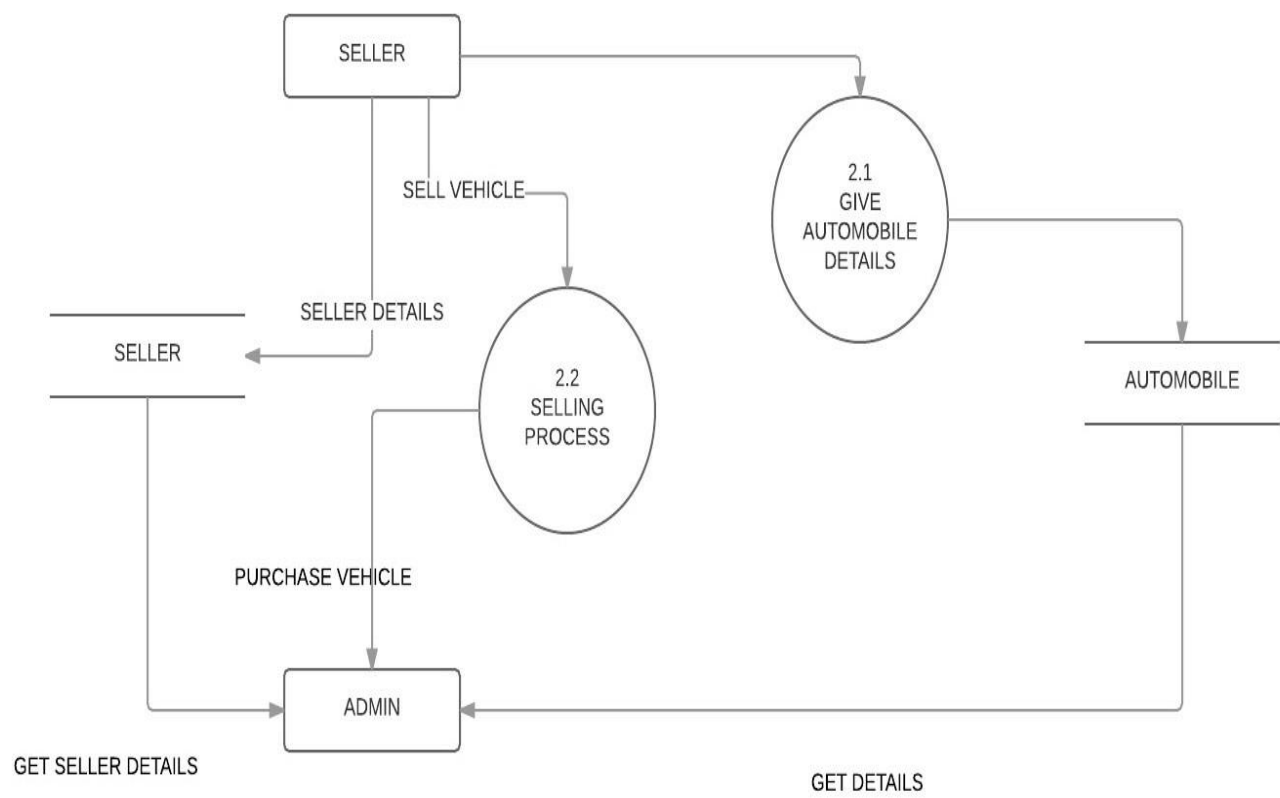 SELLER
2.1
GIVE
AUTOMOBILE
DETAILS
SELL VEHICLE
SELLER DETAILS
SELLER
2.2
SELLING
PROCESS
AUTOMOBILE
PURCHASE VEHICLE
ADMIN
GET SELLER DETAILS
GET DETAILS